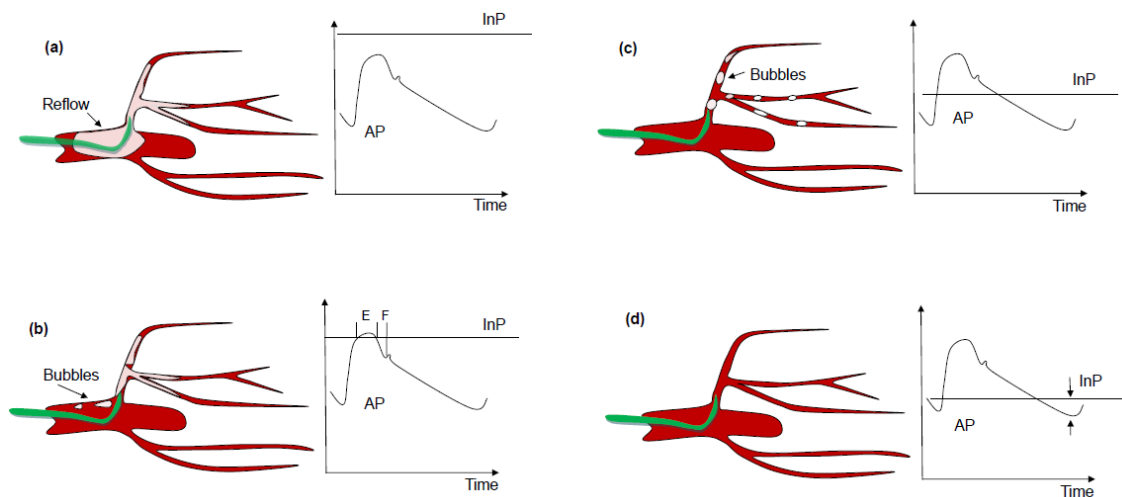 (a)
Reflow
InP
AP
Time
(b)
Bubbles
E
F
InP
AP
Time
(c)
Bubbles
InP
AP
Time
(d)
InP
AP
Time